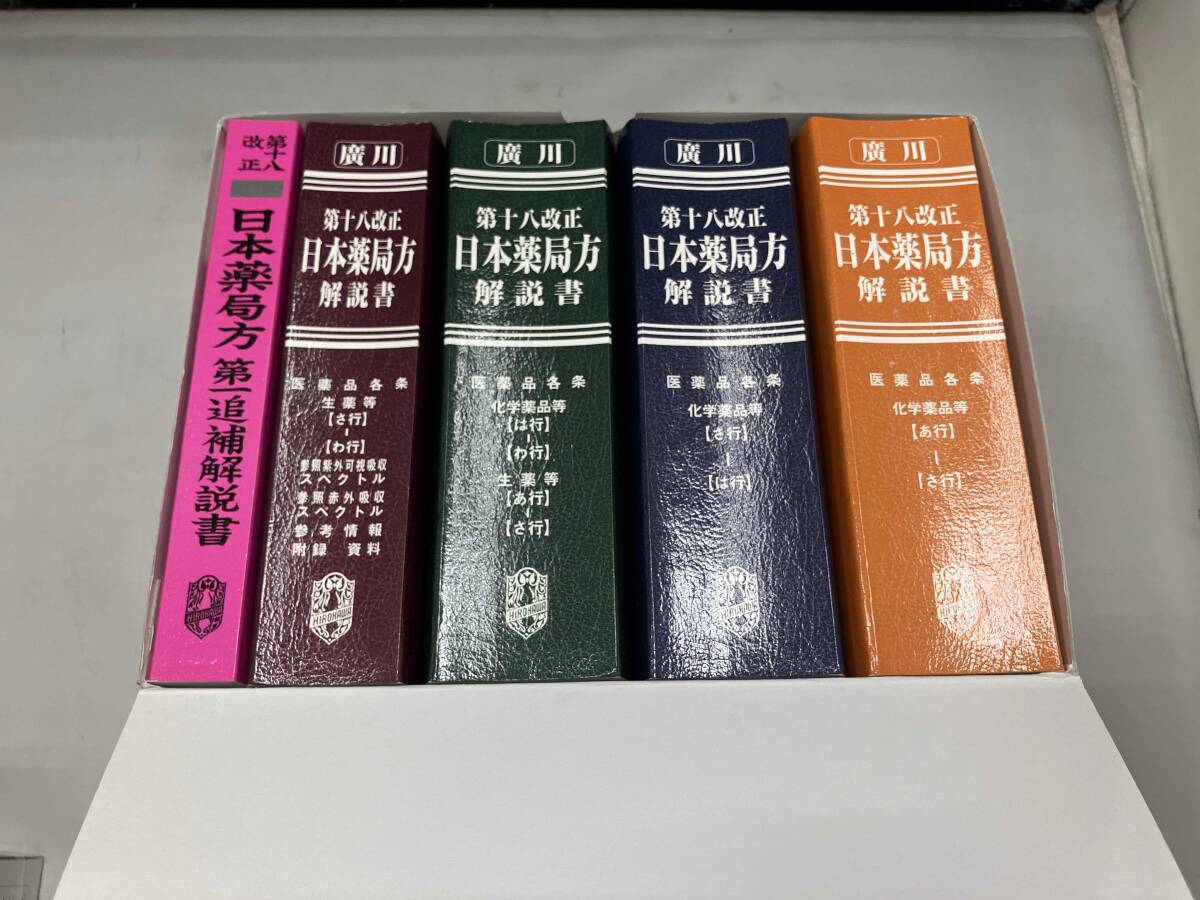 第十八
改正
日本薬局方 第一追補解説書
HIROKAWA
廣川
第十八改正
日本薬局方
解説書
医薬品各条
生薬等
【さ行】
-
【わ行】
参照紫外可視吸収
スペクトル
参照赤外吸収
スペクトル
参考情報
附録 資料
HIROKAWA
廣川
第十八改正
日本薬局方
解説書
医薬品各条
化学薬品等
【は行】
-
【わ行】
生薬等
【あ行】
-
【さ行】
HIROKAWA
廣川
第十八改正
日本薬局方
解説書
医薬品各条
化学薬品等
【さ行】
-
【は行】
HIROKAWA
廣川
第十八改正
日本薬局方
解説書
医薬品各条
化学薬品等
【あ行】
-
【さ行】
HIROKAWA